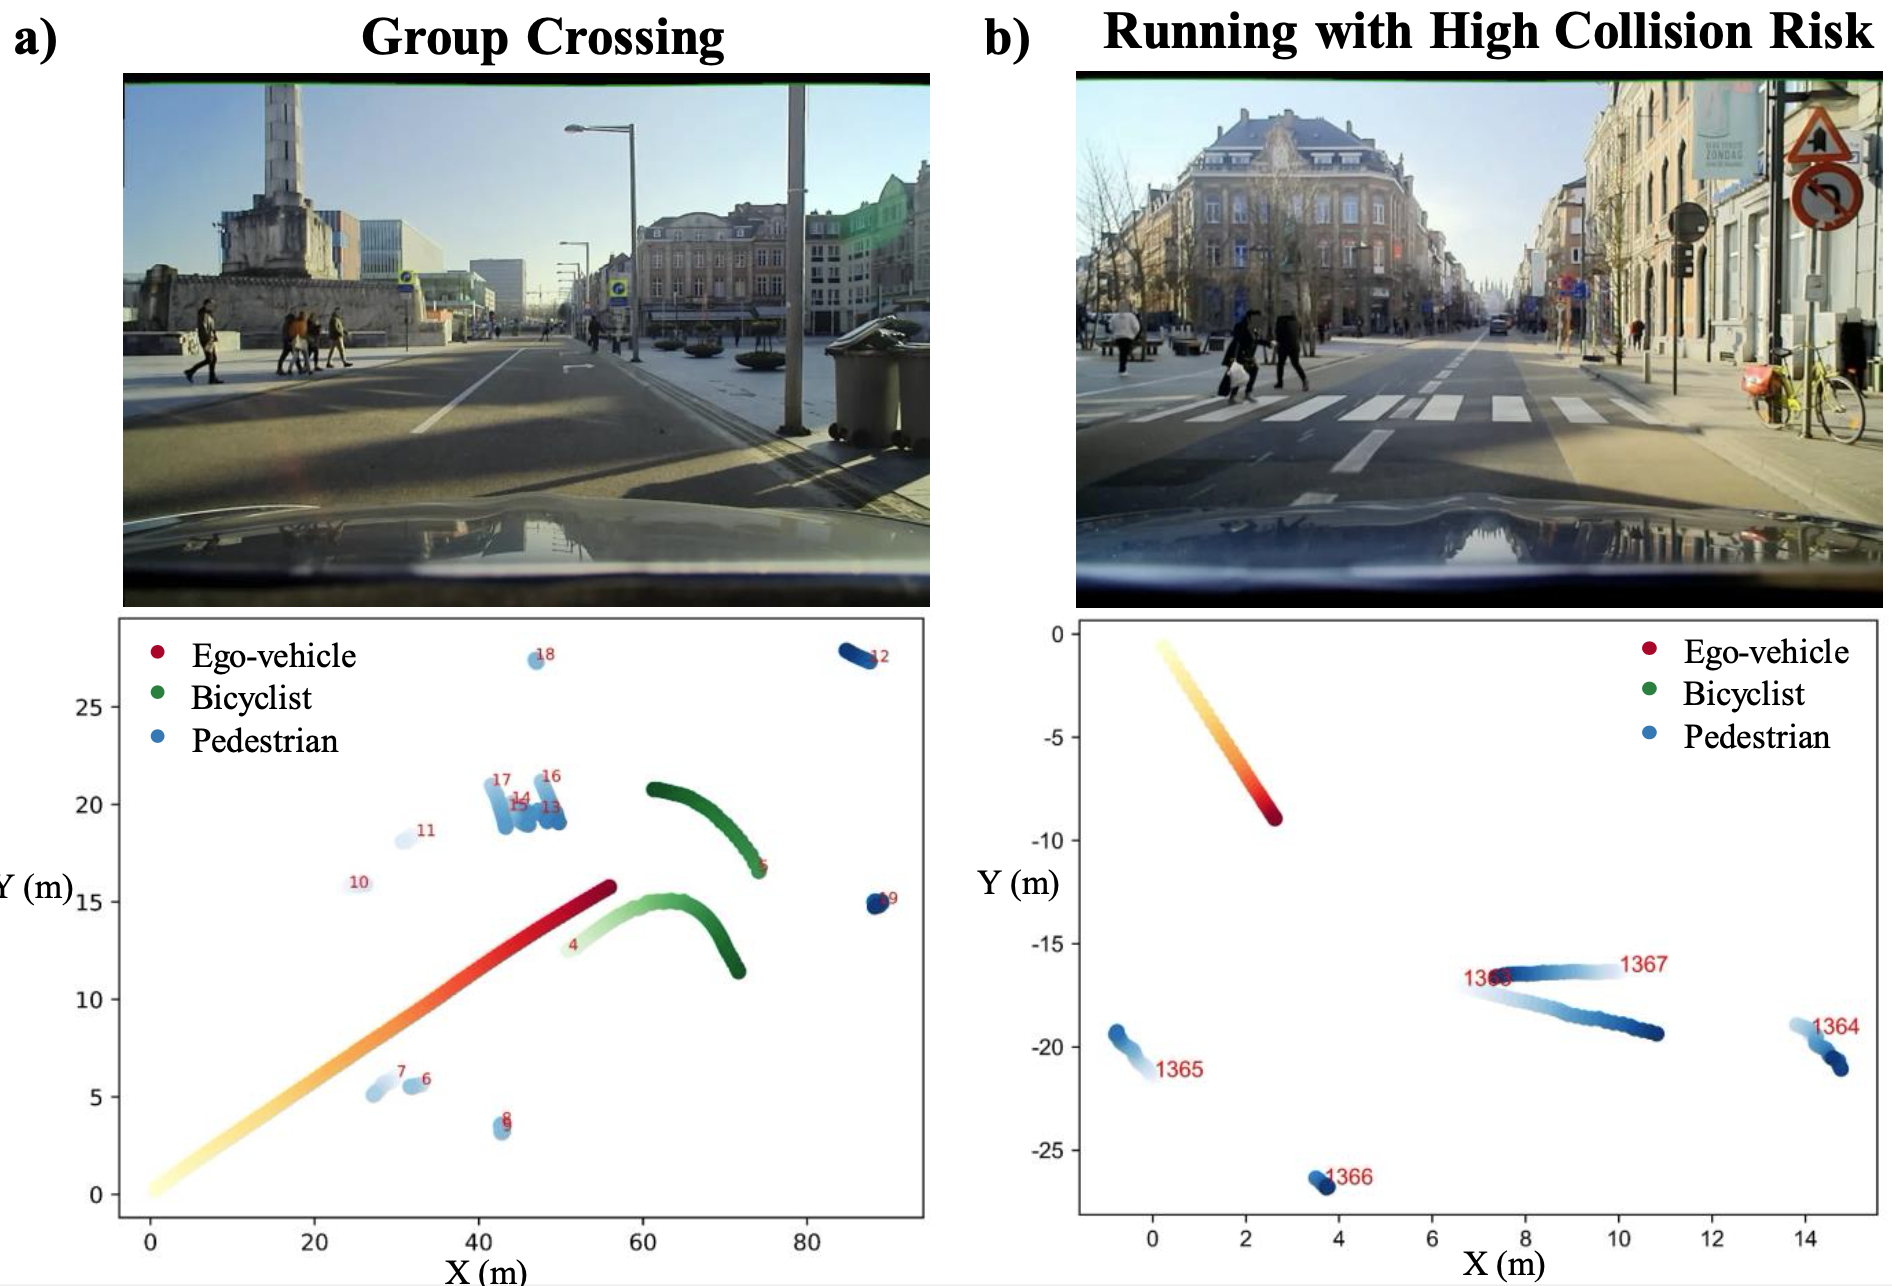 a) Group Crossing
b) Running with High Collision Risk
ZONDAG
Ego-vehicle
Bicyclist
Pedestrian
18
12
17
16
14
15
13
11
10
5
19
4
7
6
8
9
25
20
15
10
5
0
Y (m)
0 20 40 60 80
X (m)
Ego-vehicle
Bicyclist
Pedestrian
1367
1363
1364
1365
1366
0
-5
-10
-15
-20
-25
Y (m)
0 2 4 6 8 10 12 14
X (m)